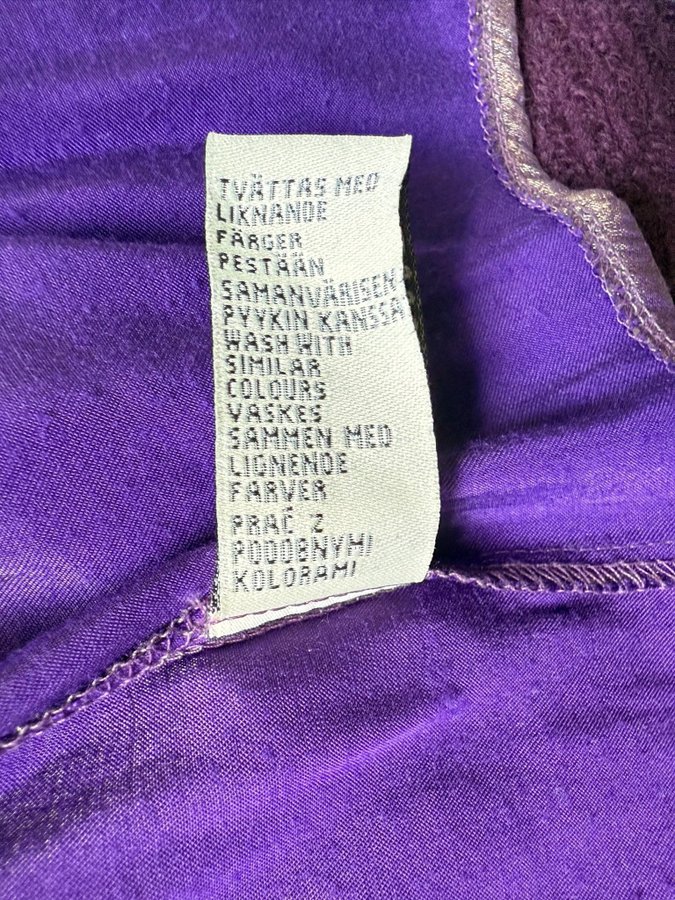 TVÄTTAS MED
LIKNANDE
FÄRGER
PESTÄÄN
SAMANVÄRISEN
PYYKIN KANSSA
WASH WITH
SIMILAR
COLOURS
VASKES
SAMMEN MED
LIGNENDE
FARVER
PRAĆ Z
PODOBNYMI
KOLORAMI